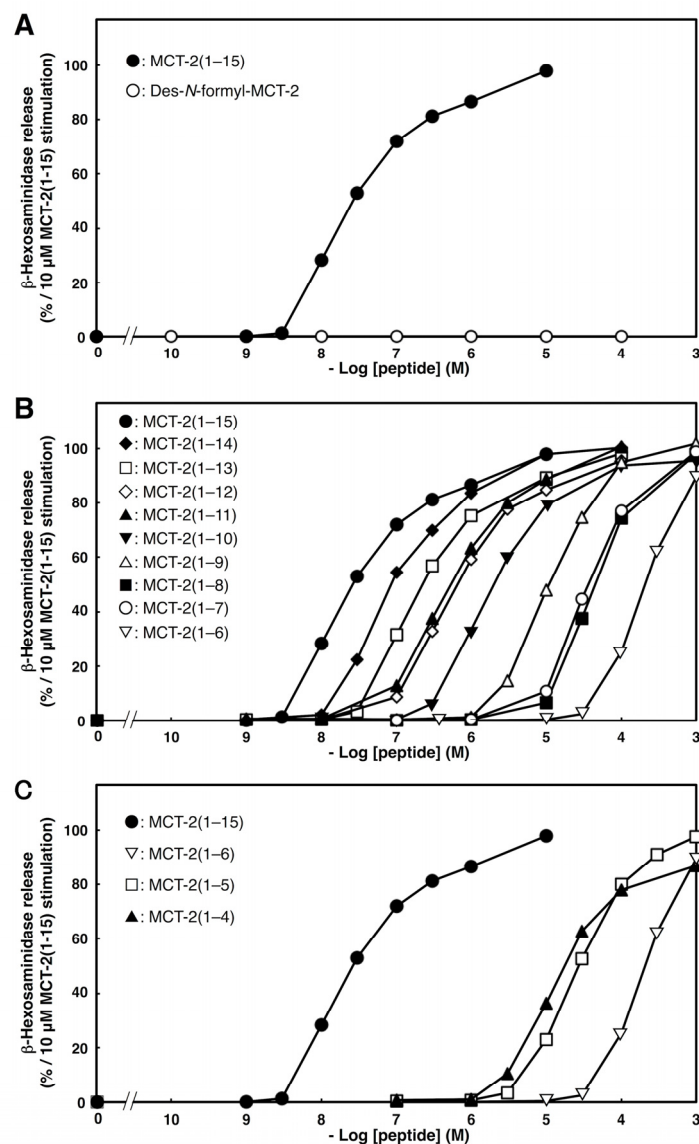 A
●: MCT-2(1–15)
○: Des-N-formyl-MCT-2
β-Hexosaminidase release
(% / 10 μM MCT-2(1-15) stimulation)
100
80
60
40
20
0
0 10 9 8 7 6 5 4 3
- Log [peptide] (M)
B
●: MCT-2(1–15)
◆: MCT-2(1–14)
□: MCT-2(1–13)
◇: MCT-2(1–12)
▲: MCT-2(1–11)
▼: MCT-2(1–10)
△: MCT-2(1–9)
■: MCT-2(1–8)
○: MCT-2(1–7)
▽: MCT-2(1–6)
β-Hexosaminidase release
(% / 10 μM MCT-2(1-15) stimulation)
100
80
60
40
20
0
0 10 9 8 7 6 5 4 3
- Log [peptide] (M)
C
●: MCT-2(1–15)
▽: MCT-2(1–6)
□: MCT-2(1–5)
▲: MCT-2(1–4)
β-Hexosaminidase release
(% / 10 μM MCT-2(1-15) stimulation)
100
80
60
40
20
0
0 10 9 8 7 6 5 4 3
- Log [peptide] (M)